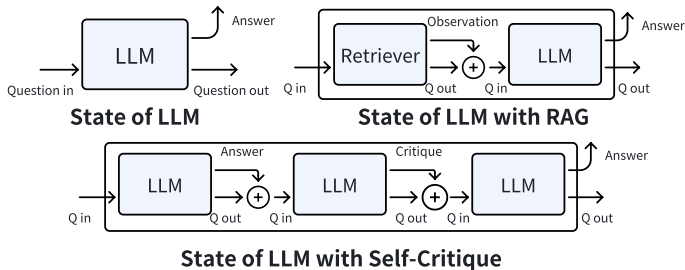 LLM
Answer
Question in
Question out
State of LLM
Retriever
Observation
LLM
Answer
Q in
Q out
Q in
Q out
State of LLM with RAG
LLM
Answer
LLM
Critique
LLM
Answer
Q in
Q out
Q in
Q out
Q in
Q out
State of LLM with Self-Critique